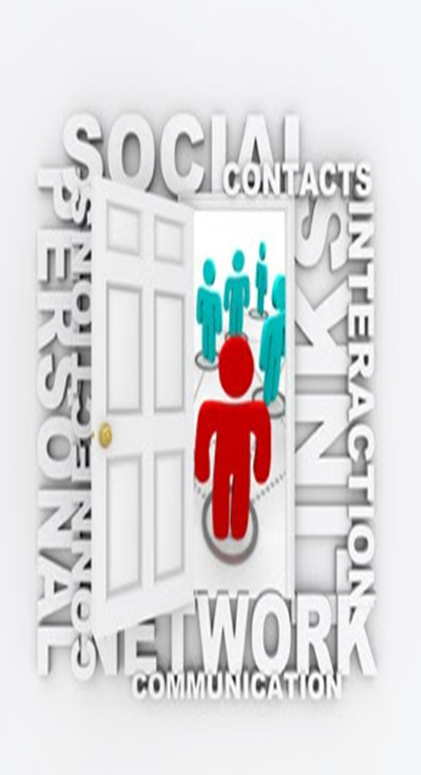 SOCIAL
CONTACTS
PERSONAL
CONNECTIONS
LINKS
INTERACTION
NETWORK
COMMUNICATION